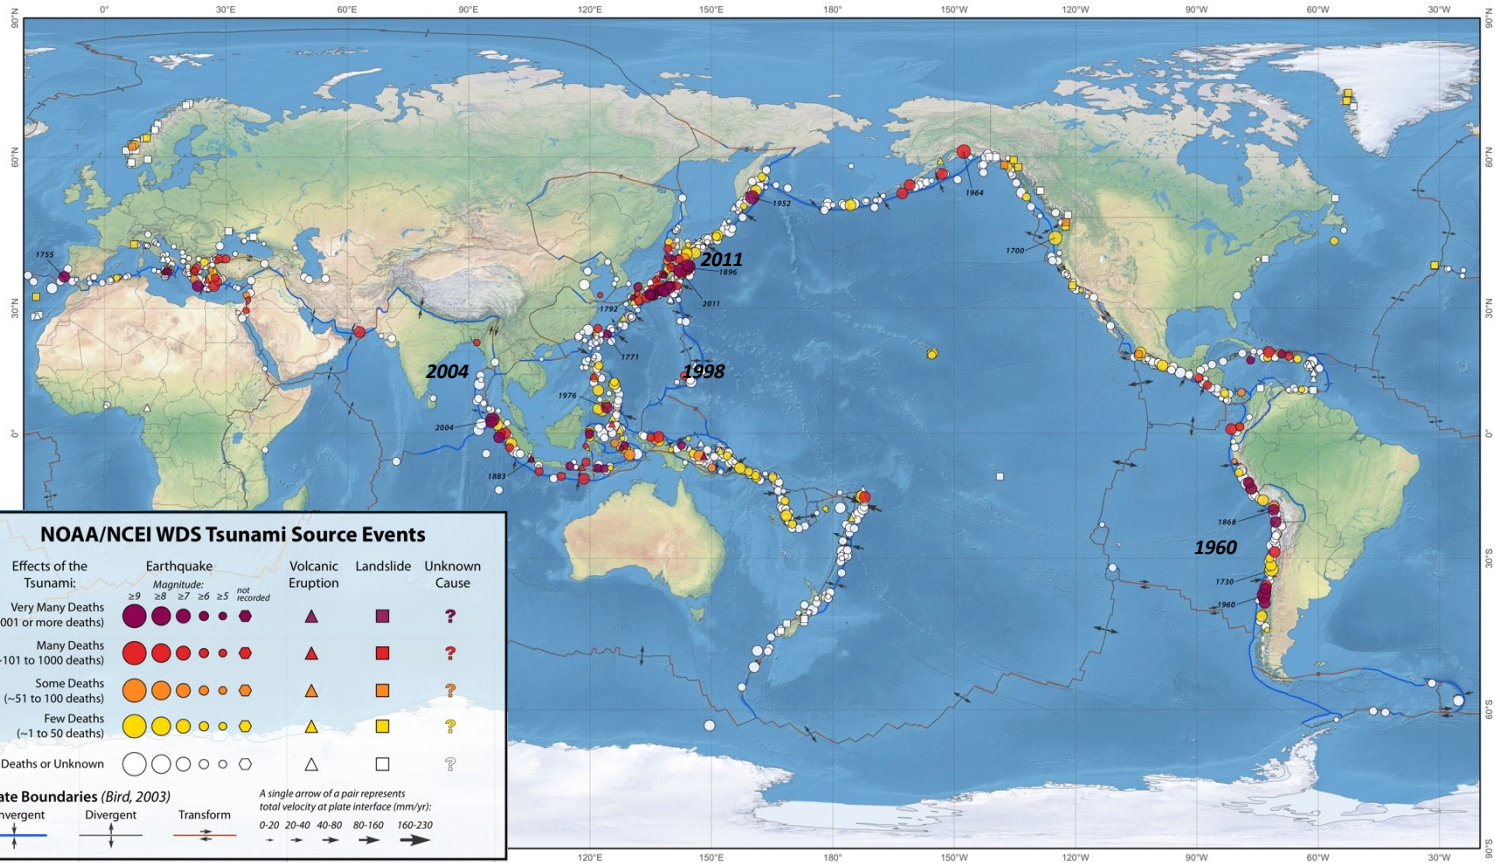 0° 30°E 60°E 90°E 120°E 150°E 180° 150°W 120°W 90°W 60°W 30°W
90°N 90°N
60°N 60°N
1964
1952
1700
1755
2011
1896
30°N 30°N
1792
2011
1771
2004 1998
1976
2004
0° 0°
1883
1868
1960
30°S
1730
1960
60°S
90°S
120°E 150°E 180° 150°W 120°W 90°W 60°W 30°W
NOAA/NCEI WDS Tsunami Source Events
Effects of the Earthquake Volcanic Landslide Unknown
Tsunami: Magnitude: Eruption Cause
≥9 ≥8 ≥7 ≥6 ≥5 not
recorded
Very Many Deaths
001 or more deaths) ?
Many Deaths
101 to 1000 deaths) ?
Some Deaths
(~51 to 100 deaths) ?
Few Deaths
(~1 to 50 deaths) ?
Deaths or Unknown ?
ate Boundaries (Bird, 2003)
nvergent Divergent Transform
A single arrow of a pair represents
total velocity at plate interface (mm/yr):
0-20 20-40 40-80 80-160 160-230